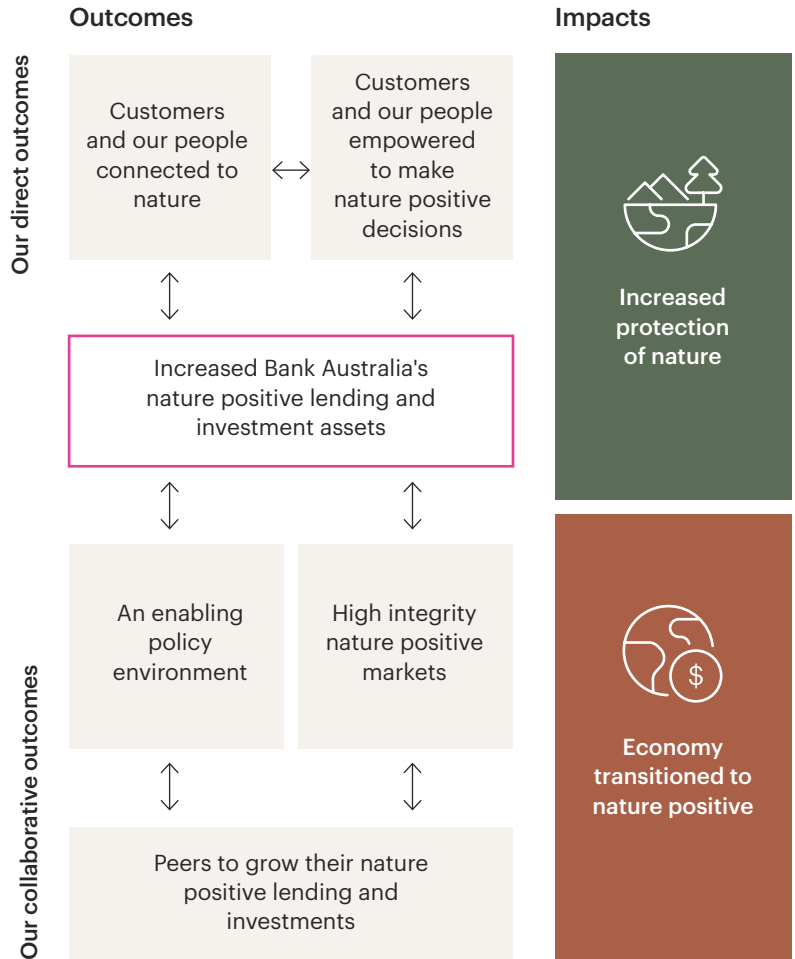 Outcomes
Impacts
Our direct outcomes
Customers
and our people
connected to
nature
Customers
and our people
empowered
to make
nature positive
decisions
Increased Bank Australia's
nature positive lending and
investment assets
Our collaborative outcomes
An enabling
policy
environment
High integrity
nature positive
markets
Peers to grow their nature
positive lending and
investments
Increased
protection
of nature
$
Economy
transitioned to
nature positive